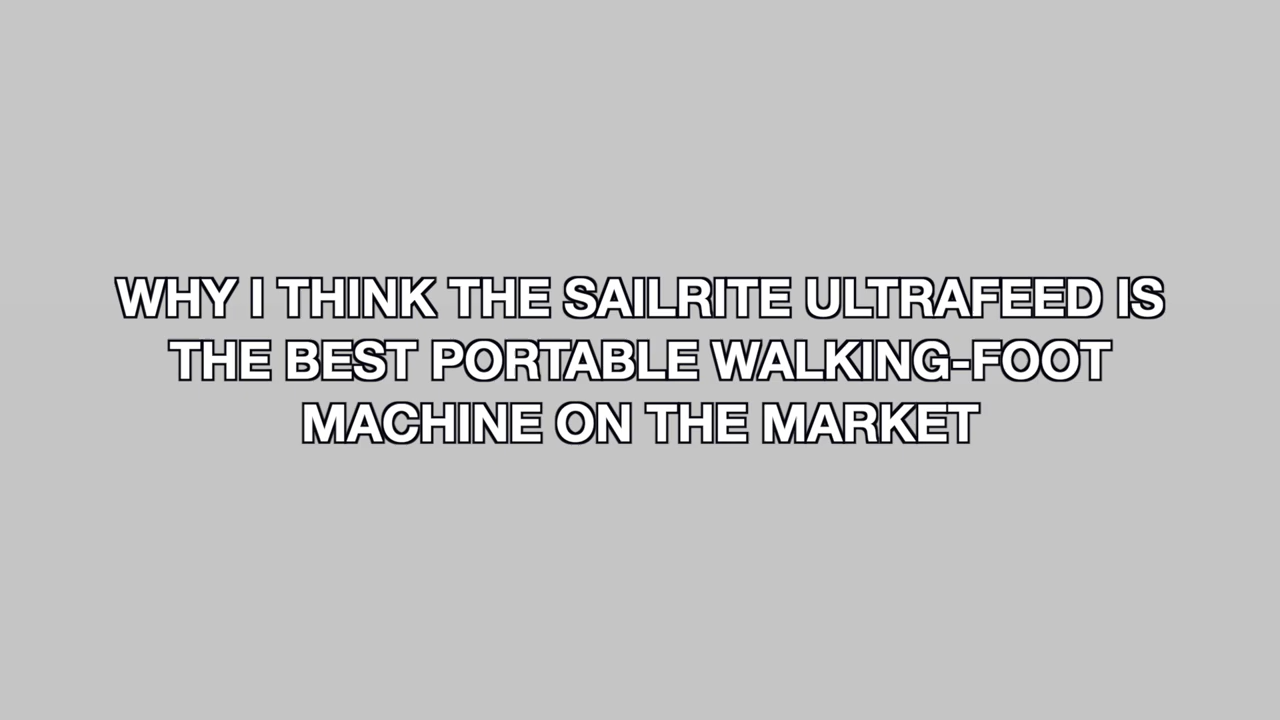 WHY I THINK THE SAILRITE ULTRAFEED IS
THE BEST PORTABLE WALKING-FOOT
MACHINE ON THE MARKET